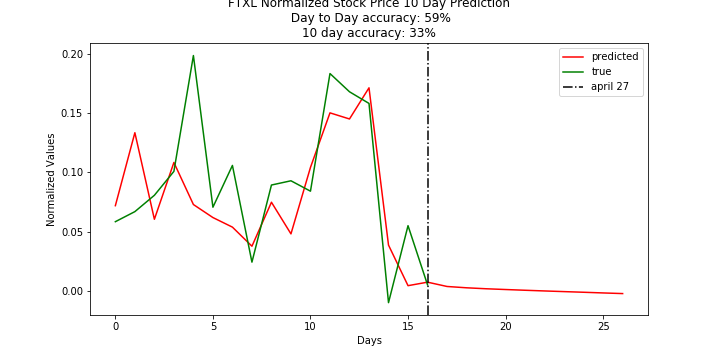 FTXL Normalized Stock Price 10 Day Prediction
Day to Day accuracy: 59%
10 day accuracy: 33%
predicted
true
april 27
0.20
0.15
0.10
0.05
0.00
Normalized Values
0
5
10
15
20
25
Days